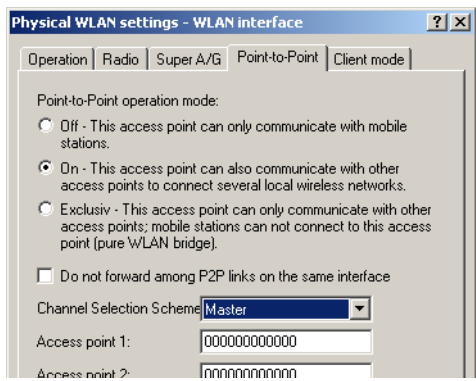 Physical WLAN settings - WLAN interface
Operation Radio Super A/G Point-to-Point Client mode
Point-to-Point operation mode:
Off - This access point can only communicate with mobile
stations.
On - This access point can also communicate with other
access points to connect several local wireless networks.
Exclusiv - This access point can only communicate with other
access points; mobile stations can not connect to this access
point (pure WLAN bridge).
Do not forward among P2P links on the same interface
Channel Selection Scheme Master
Access point 1: 000000000000
Access point 2: 000000000000